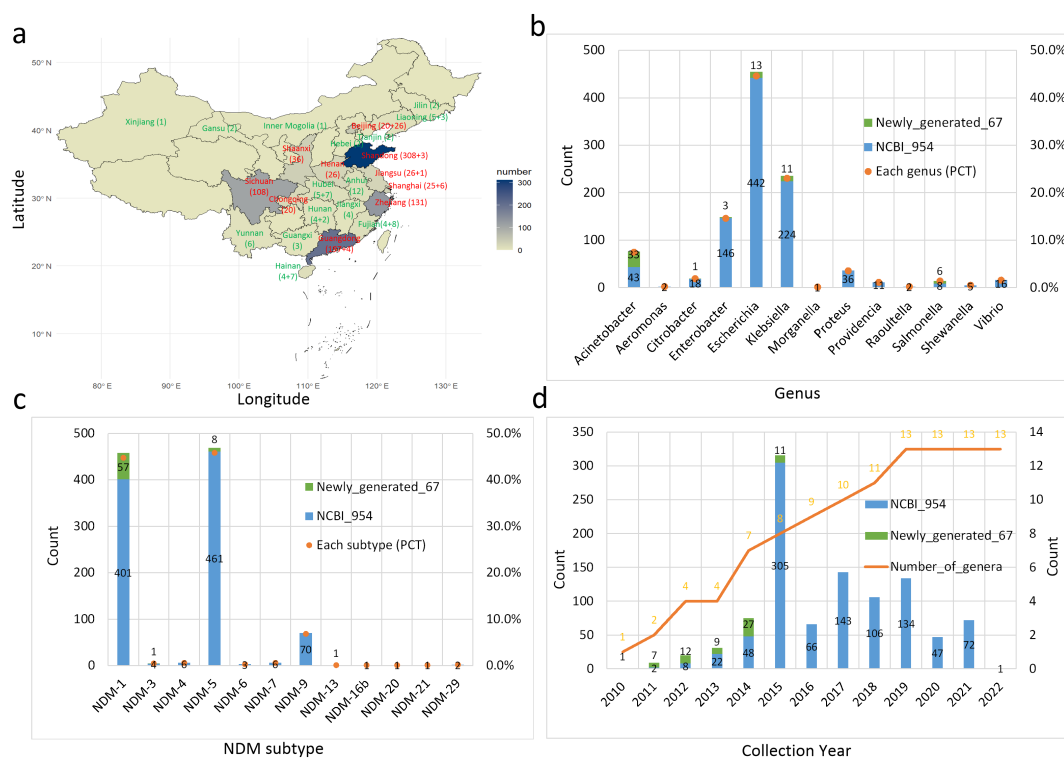 a
50° N
40° N
30° N
20° N
10° N
Latitude
80° E
90° E
100° E
110° E
120° E
130° E
Longitude
Xinjiang (1)
Gansu (2)
Inner Mogolia (1)
Jilin (2)
Liaoning (5+3)
Beijing (20+26)
Tianjin
Hebei
Shaanxi
(36)
(308+3)
Henan
(26)
Jiangsu (26+1)
Shanghai (25+6)
Anhui
(12)
Hubei
(5+7)
Sichuan
(108)
Chongqing
(20)
Zhejiang (131)
Hunan
(4+2)
Jiangxi
(4)
Fujian(4+8)
Yunnan
(6)
Guangxi
(3)
Guangdong
Hainan
(4+7)
number
300
200
100
0
b
500
400
300
200
100
0
Count
50.0%
40.0%
30.0%
20.0%
10.0%
0.0%
Newly_generated_67
NCBI_954
Each genus (PCT)
33
43
2
1
18
3
146
13
442
11
224
1
36
11
2
6
8
5
16
Acinetobacter
Aeromonas
Citrobacter
Enterobacter
Escherichia
Klebsiella
Morganella
Proteus
Providencia
Raoultella
Salmonella
Shewanella
Vibrio
Genus
c
500
400
300
200
100
0
Count
50.0%
40.0%
30.0%
20.0%
10.0%
0.0%
Newly_generated_67
NCBI_954
Each subtype (PCT)
57
401
1
4
6
8
461
3
6
70
1
1
1
1
2
NDM-1
NDM-3
NDM-4
NDM-5
NDM-6
NDM-7
NDM-9
NDM-13
NDM-16b
NDM-20
NDM-21
NDM-29
NDM subtype
d
350
300
250
200
150
100
50
0
Count
14
12
10
8
6
4
2
0
Count
NCBI_954
Newly_generated_67
Number_of_genera
1
2
4
4
7
8
9
10
11
13
13
13
13
1
7
2
12
8
9
22
27
48
11
305
66
143
106
134
47
72
1
2010
2011
2012
2013
2014
2015
2016
2017
2018
2019
2020
2021
2022
Collection Year